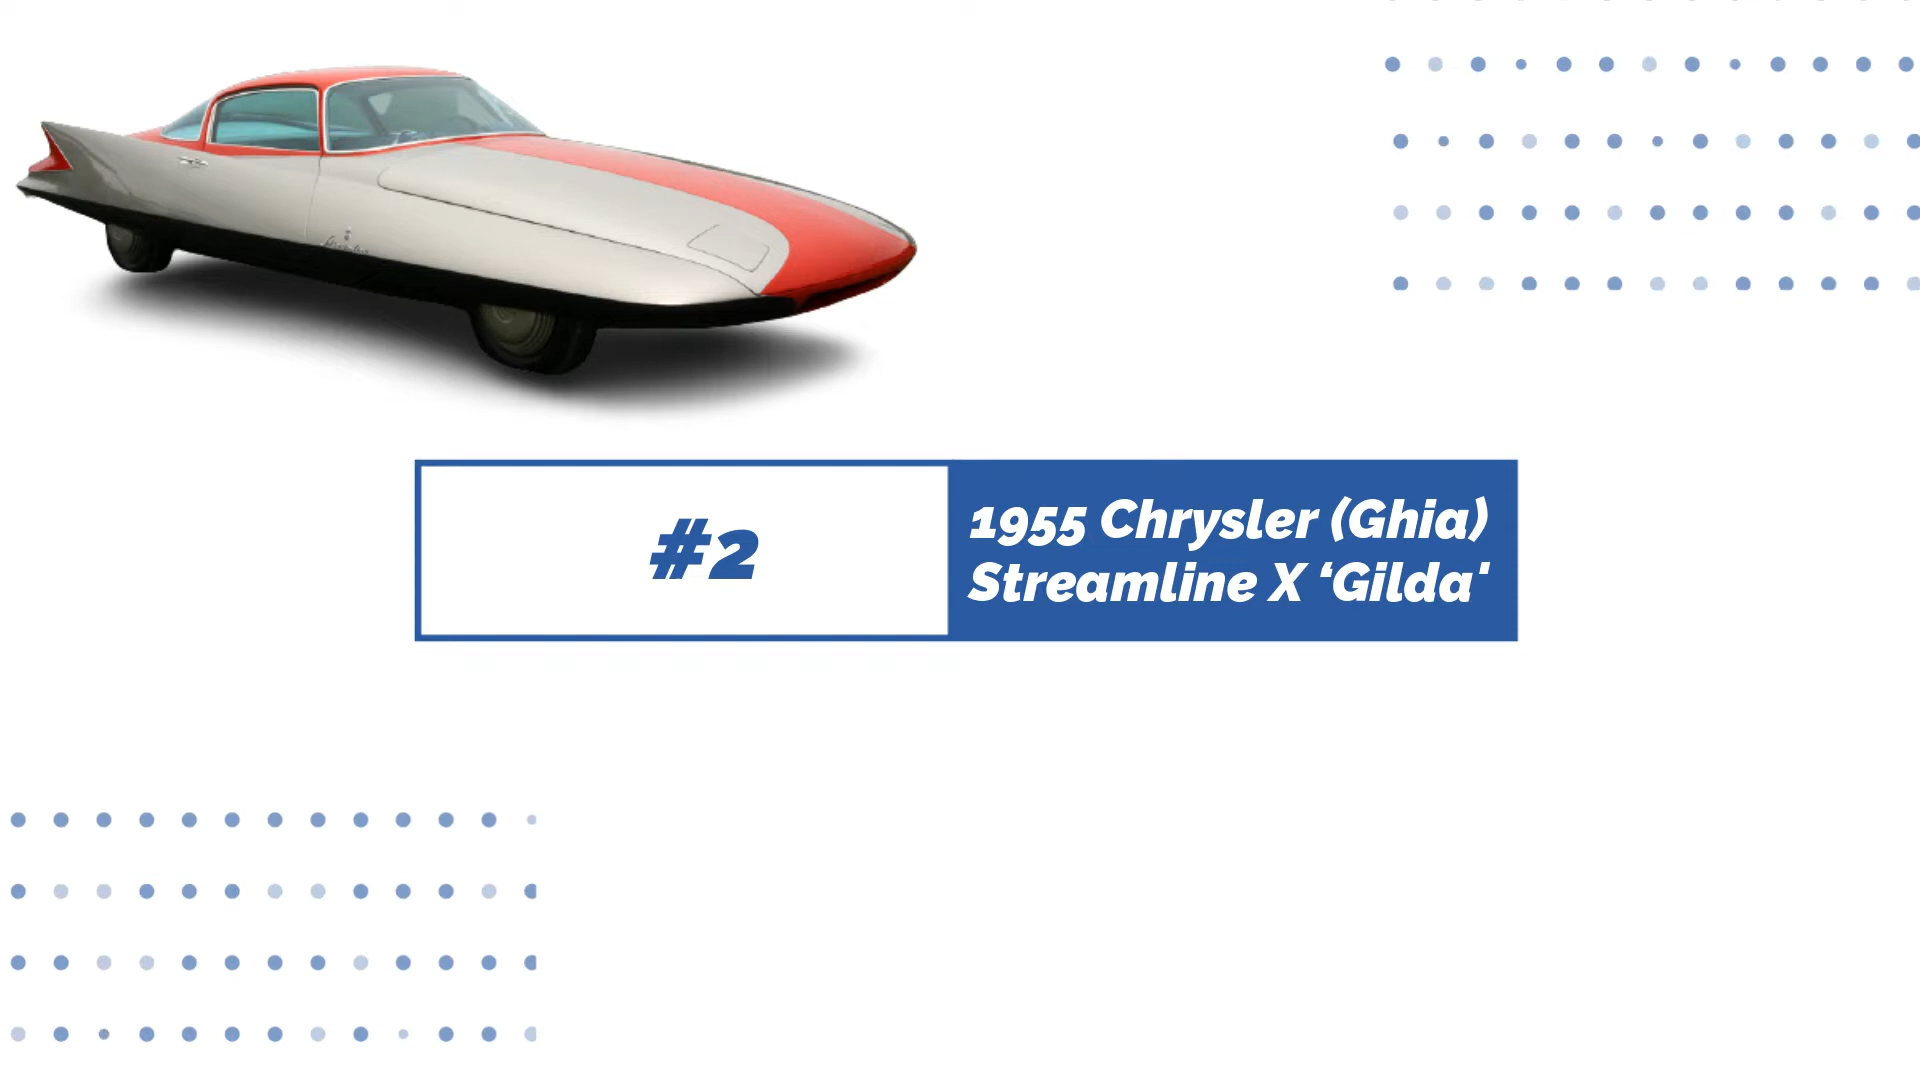 #2
1955 Chrysler (Ghia)
Streamline X ‘Gilda'